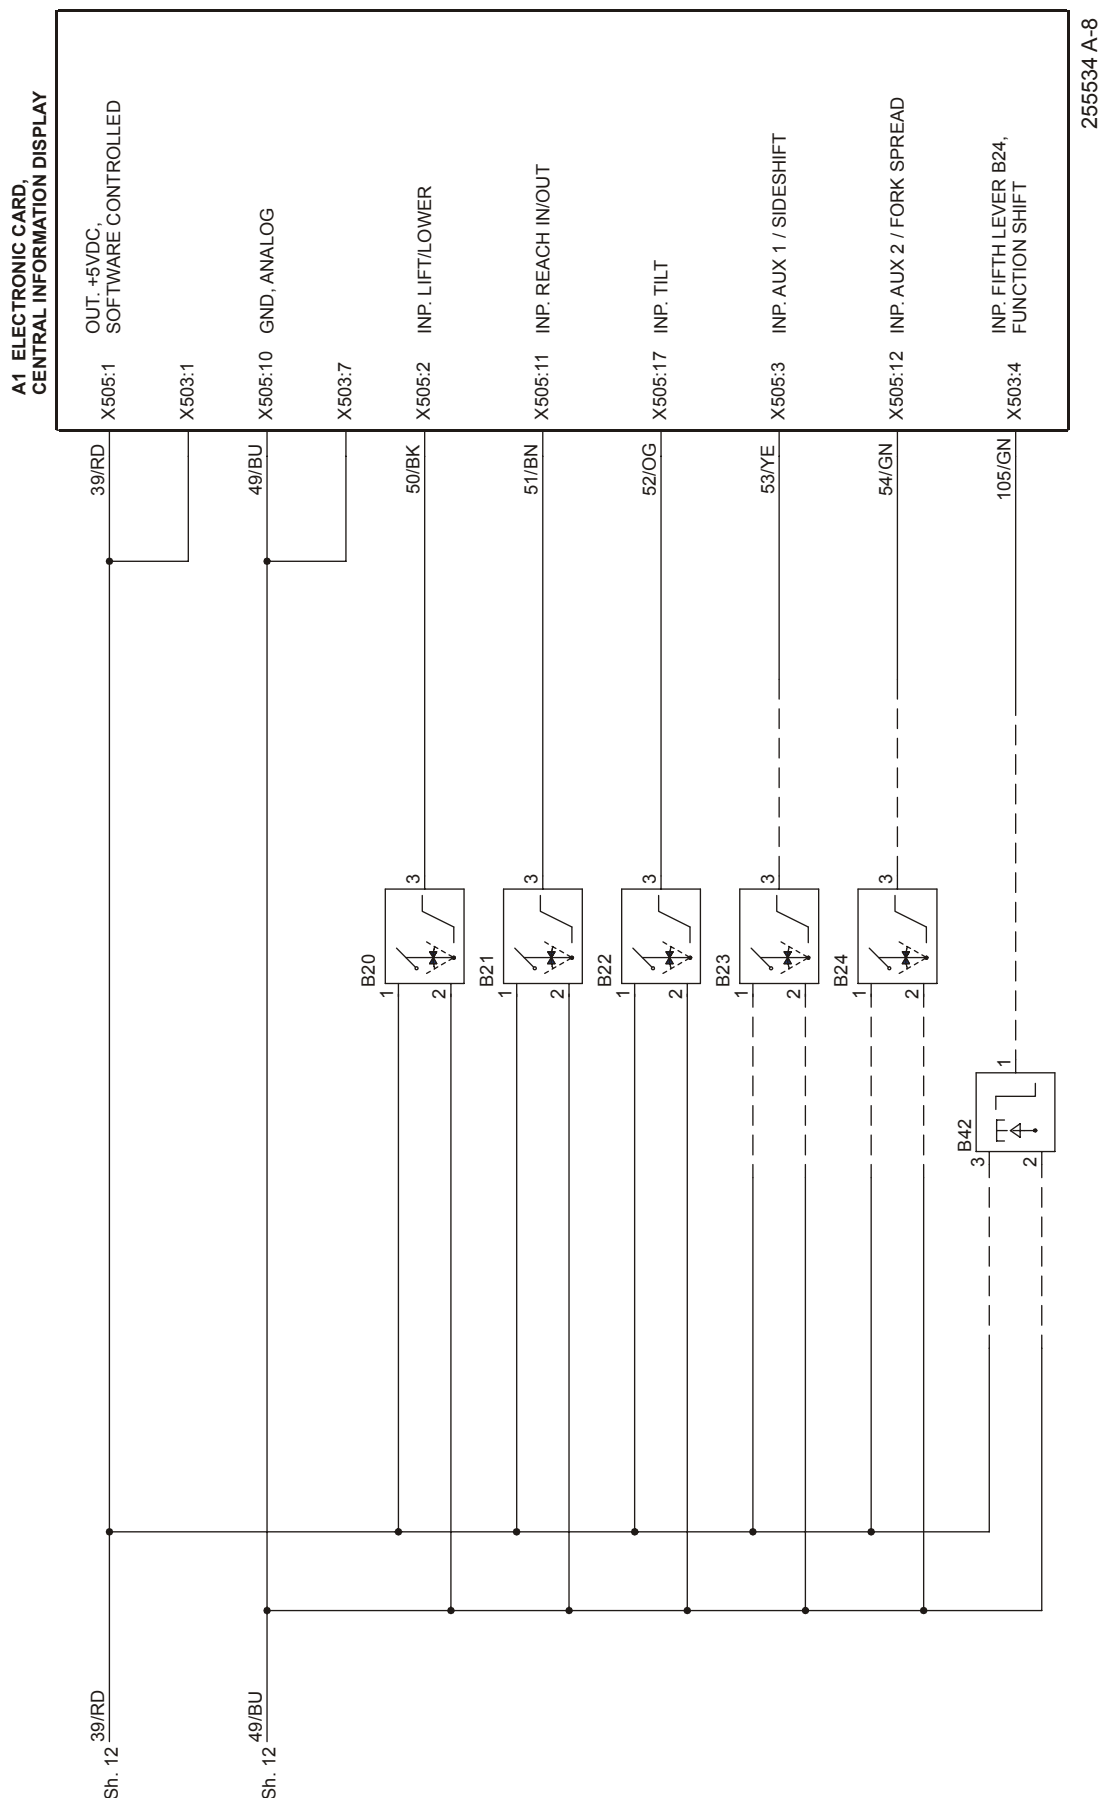 A1 ELECTRONIC CARD,
CENTRAL INFORMATION DISPLAY
255534 A-8
OUT. +5VDC,
SOFTWARE CONTROLLED
X505:1
39/RD
39/RD
Sh. 12
X503:1
GND, ANALOG
X505:10
49/BU
49/BU
Sh. 12
X503:7
INP. LIFT/LOWER
X505:2
50/BK
3
B20
1
2
INP. REACH IN/OUT
X505:11
51/BN
3
B21
1
2
INP. TILT
X505:17
52/OG
3
B22
1
2
INP. AUX 1 / SIDESHIFT
X505:3
53/YE
3
B23
1
2
INP. AUX 2 / FORK SPREAD
X505:12
54/GN
3
B24
1
2
INP. FIFTH LEVER B24,
FUNCTION SHIFT
X503:4
105/GN
1
B42
3
2